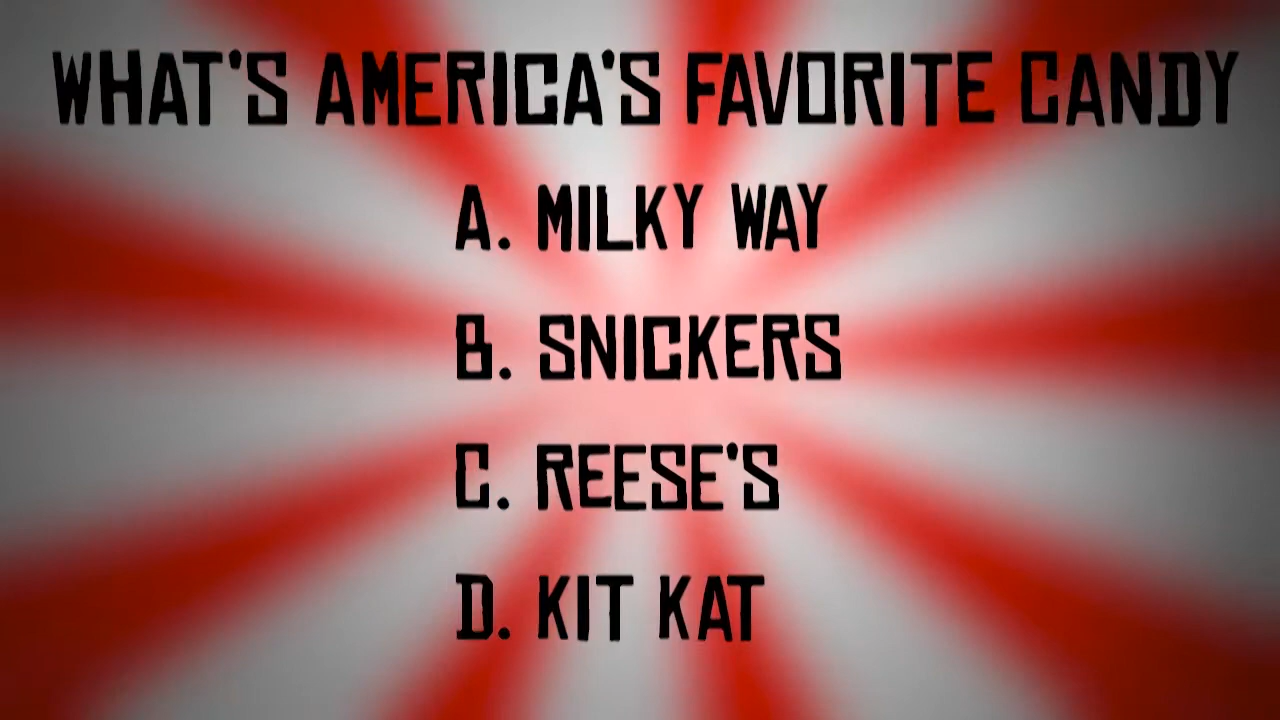 WHAT'S AMERICA'S FAVORITE CANDY
A. MILKY WAY
B. SNICKERS
C. REESE'S
D. KIT KAT